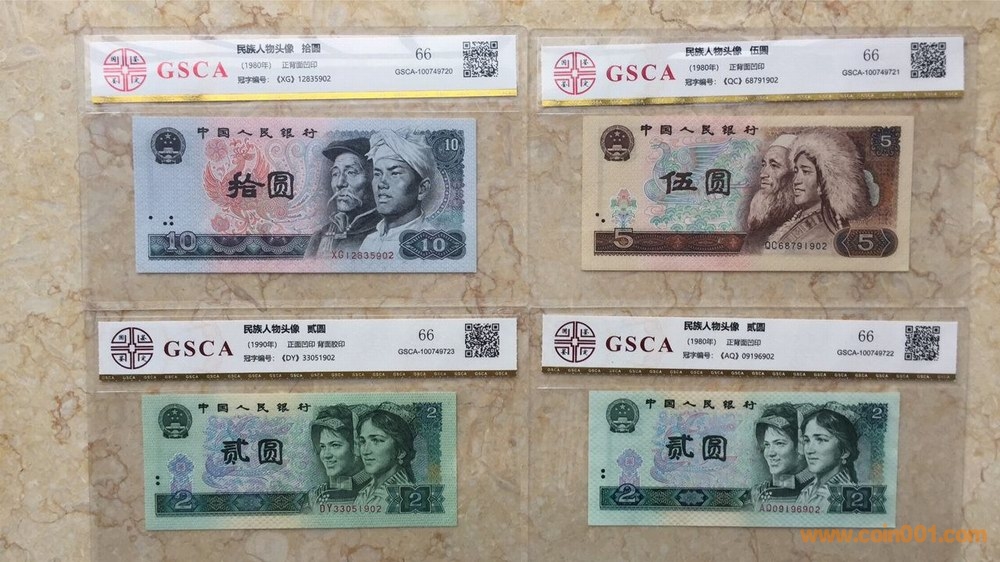 GSCA
民族人物头像 拾圆
(1980年) 正背面凹印
冠字编号:《XG》12835902
66
GSCA-100749720
中国人民银行
10
拾圆
10
10
XG12835902
GSCA
民族人物头像 伍圆
(1980年) 正背面凹印
冠字编号:《QC》68791902
66
GSCA-100749721
中国人民银行
5
伍圆
5
5
QC68791902
GSCA
民族人物头像 贰圆
(1990年) 正面凹印 背面胶印
冠字编号:《DY》33051902
66
GSCA-100749723
中国人民银行
2
贰圆
2
2
DY33051902
GSCA
民族人物头像 贰圆
(1980年) 正背面凹印
冠字编号:《AQ》09196902
66
GSCA-100749722
中国人民银行
2
贰圆
2
2
AQ09196902
www.coin001.com